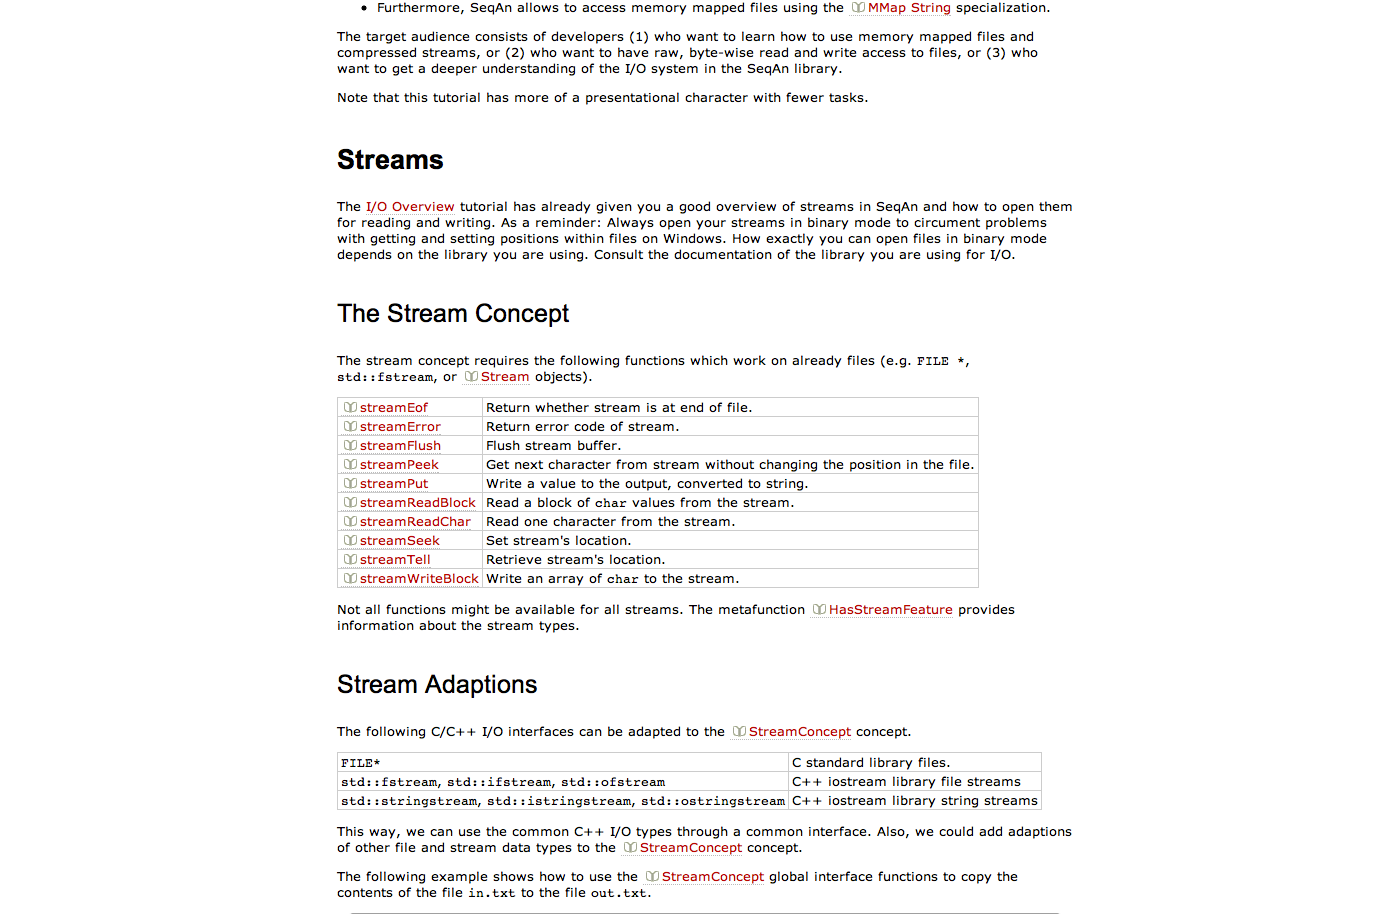 • Furthermore, SeqAn allows to access memory mapped files using the MMap String specialization.
The target audience consists of developers (1) who want to learn how to use memory mapped files and
compressed streams, or (2) who want to have raw, byte-wise read and write access to files, or (3) who
want to get a deeper understanding of the I/O system in the SeqAn library.
Note that this tutorial has more of a presentational character with fewer tasks.
Streams
The I/O Overview tutorial has already given you a good overview of streams in SeqAn and how to open them
for reading and writing. As a reminder: Always open your streams in binary mode to circument problems
with getting and setting positions within files on Windows. How exactly you can open files in binary mode
depends on the library you are using. Consult the documentation of the library you are using for I/O.
The Stream Concept
The stream concept requires the following functions which work on already files (e.g. FILE *,
std::fstream, or Stream objects).
streamEof Return whether stream is at end of file.
streamError Return error code of stream.
streamFlush Flush stream buffer.
streamPeek Get next character from stream without changing the position in the file.
streamPut Write a value to the output, converted to string.
streamReadBlock Read a block of char values from the stream.
streamReadChar Read one character from the stream.
streamSeek Set stream's location.
streamTell Retrieve stream's location.
streamWriteBlock Write an array of char to the stream.
Not all functions might be available for all streams. The metafunction HasStreamFeature provides
information about the stream types.
Stream Adaptions
The following C/C++ I/O interfaces can be adapted to the StreamConcept concept.
FILE* C standard library files.
std::fstream, std::ifstream, std::ofstream C++ iostream library file streams
std::stringstream, std::istringstream, std::ostringstream C++ iostream library string streams
This way, we can use the common C++ I/O types through a common interface. Also, we could add adaptions
of other file and stream data types to the StreamConcept concept.
The following example shows how to use the StreamConcept global interface functions to copy the
contents of the file in.txt to the file out.txt.